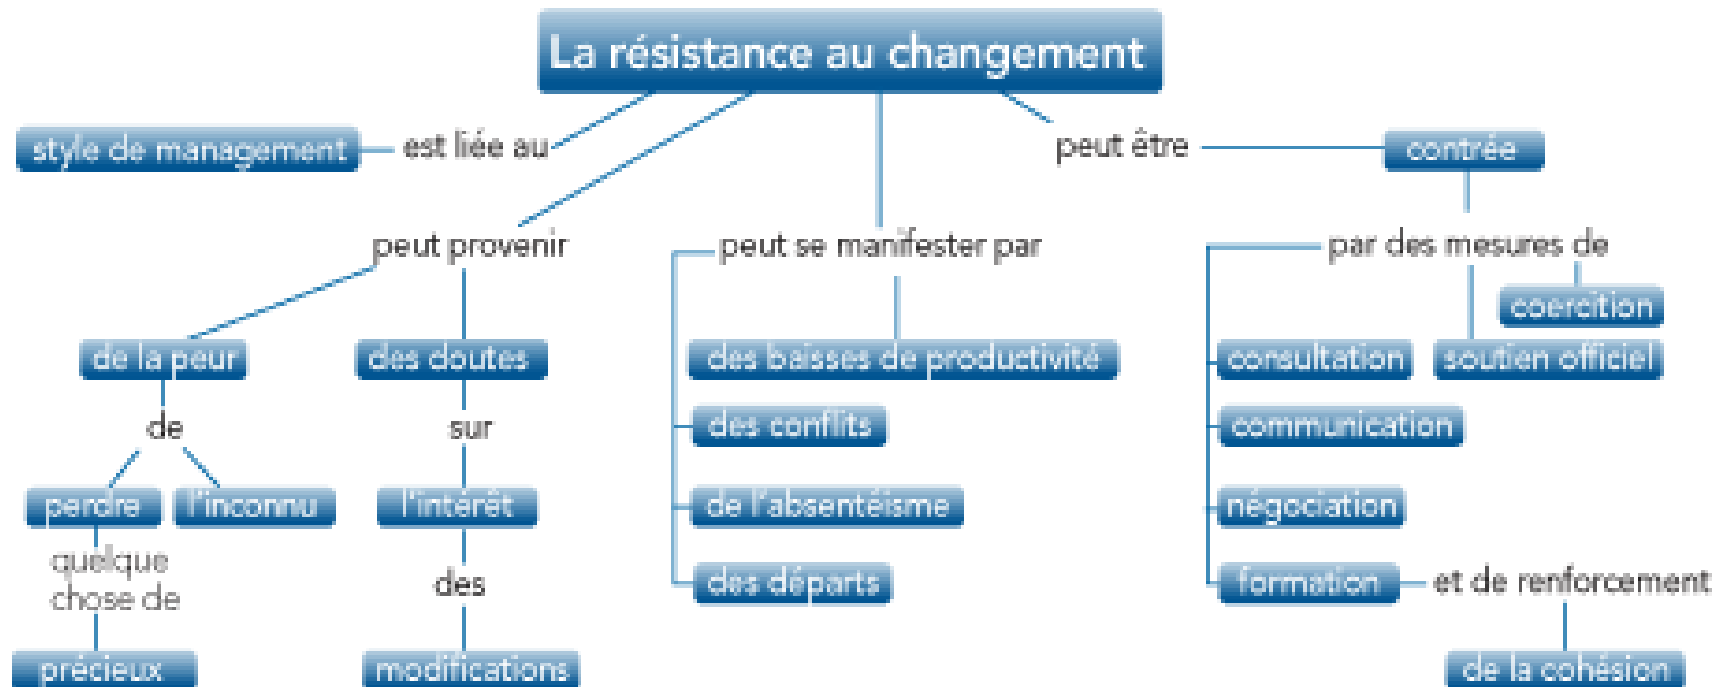 La résistance au changement
style de management
est liée au
peut être
contrée
peut provenir
peut se manifester par
par des mesures de
coercition
de la peur
des doutes
des baisses de productivité
consultation
soutien officiel
de
sur
des conflits
communication
perdre
l'inconnu
l'intérêt
de l'absentéisme
négociation
quelque
chose de
des
des départs
formation
et de renforcement
précieux
modifications
de la cohésion